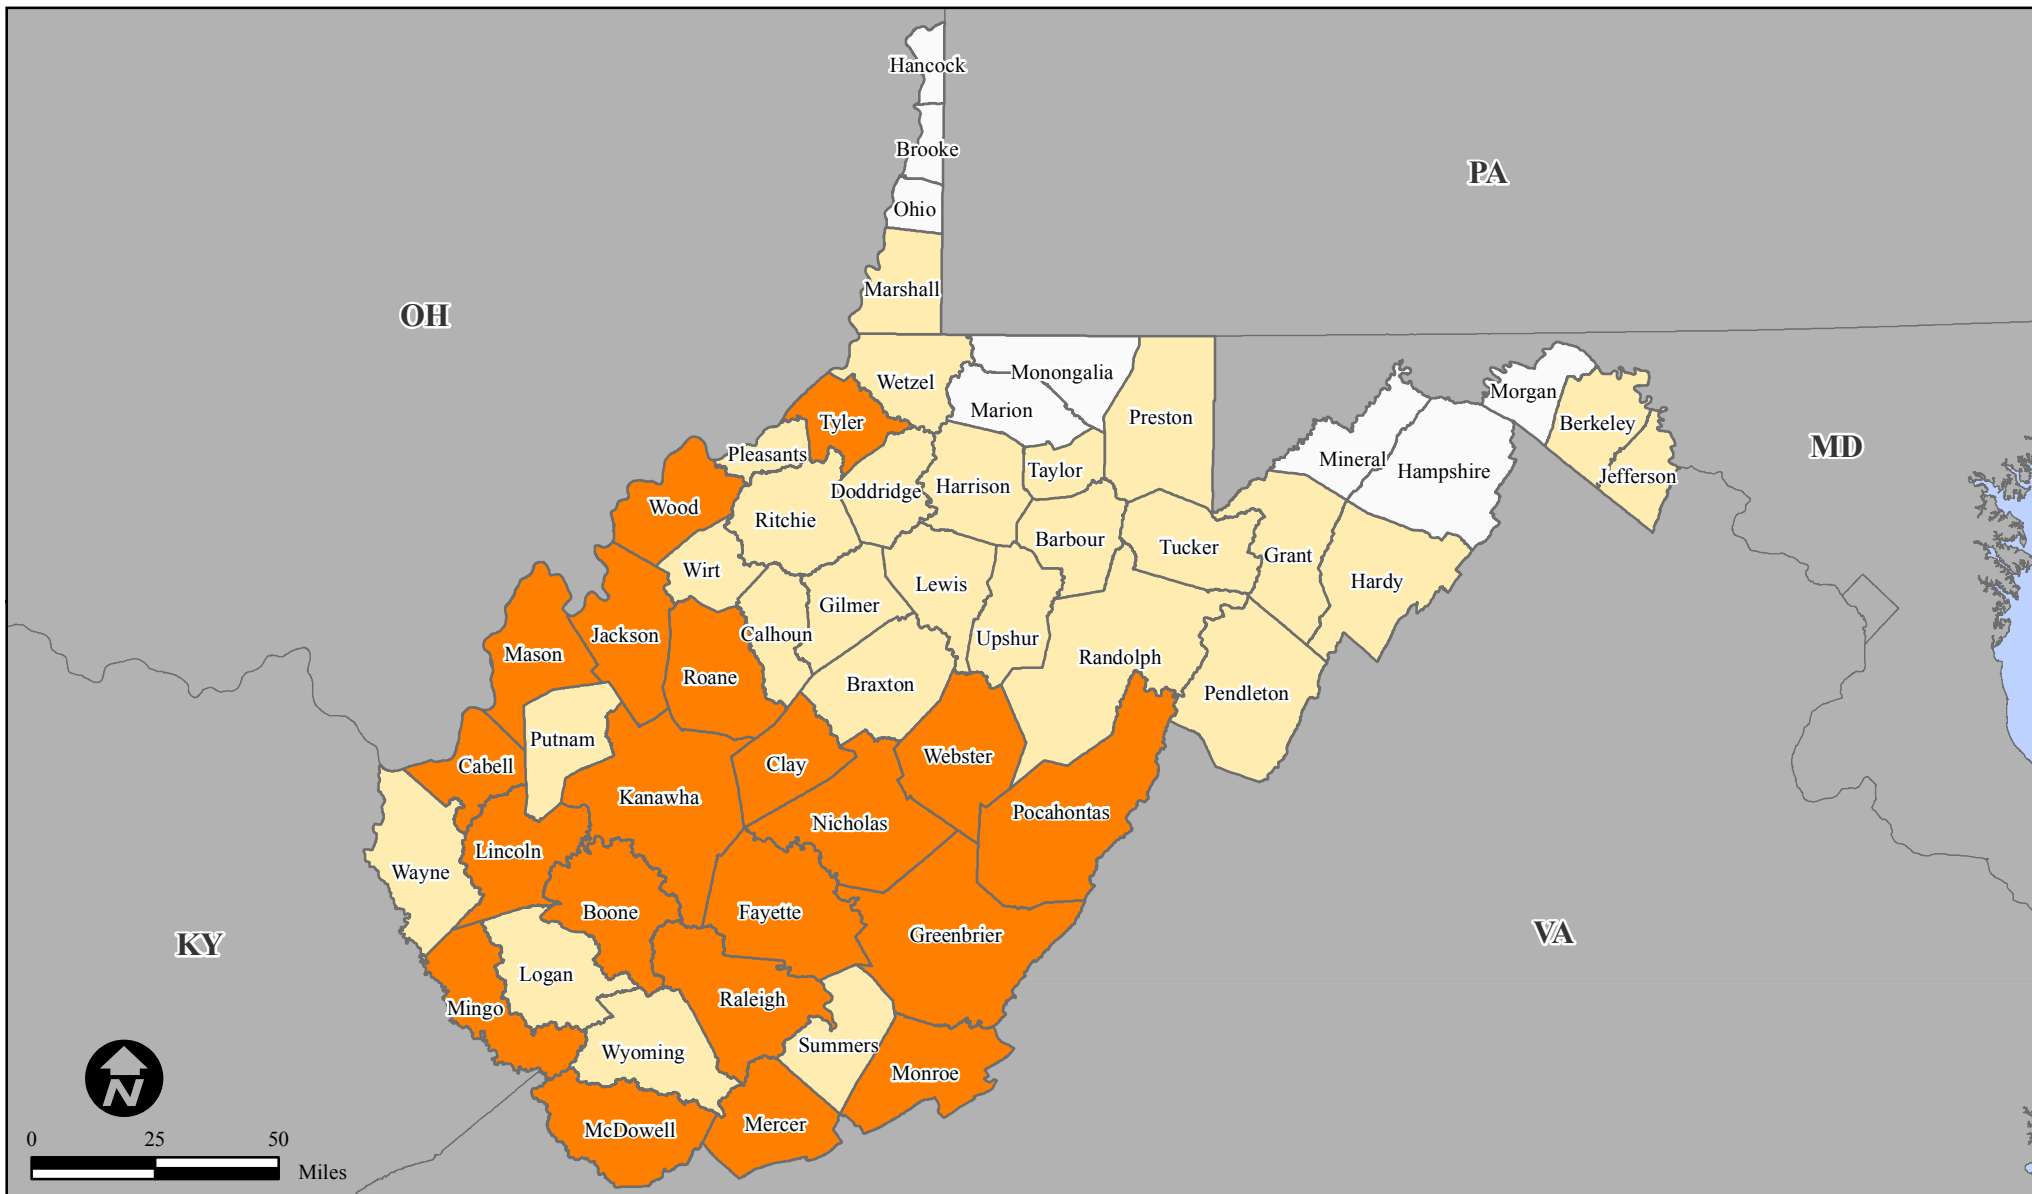 Hancock
Brooke
PA
Ohio
Marshall
OH
Wetzel
Monongalia
Marion
Morgan
Tyler
Preston
Berkeley
Pleasants
Mineral
Hampshire
MD
Taylor
Jefferson
Doddridge
Harrison
Wood
Ritchie
Barbour
Tucker
Grant
Wirt
Lewis
Hardy
Gilmer
Jackson
Calhoun
Upshur
Mason
Randolph
Roane
Braxton
Pendleton
Putnam
Webster
Cabell
Clay
Kanawha
Pocahontas
Nicholas
Lincoln
Wayne
Boone
Fayette
Greenbrier
VA
KY
Logan
Raleigh
Mingo
Summers
Wyoming
Monroe
N
Mercer
McDowell
0 25 50
Miles